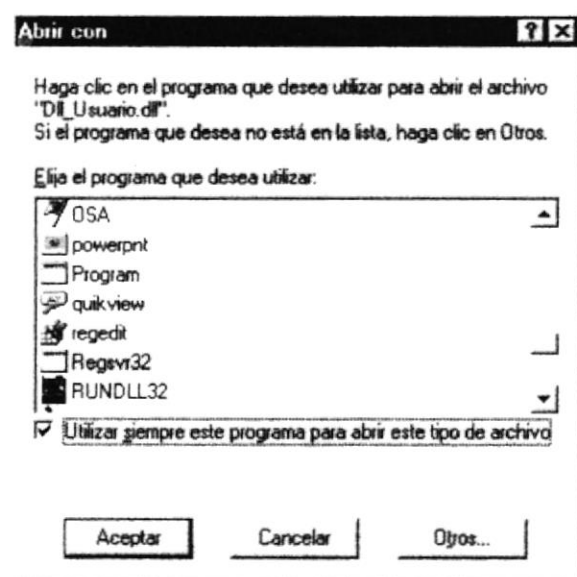 Abrir con
Haga clic en el programa que desea utilizar para abrir el archivo
"Dll_Usuario.dll".
Si el programa que desea no está en la lista, haga clic en Otros.
Elija el programa que desea utilizar:
OSA
powerpnt
Program
quikview
regedit
Regsvr32
RUNDLL32
Utilizar siempre este programa para abrir este tipo de archivo
Aceptar
Cancelar
Otros...